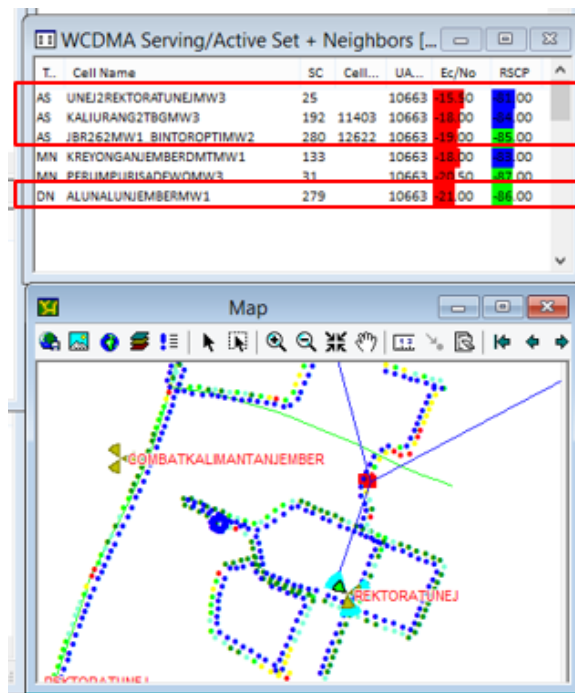 WCDMA Serving/Active Set + Neighbors [...
T.. Cell Name SC Cell... UA... Ec/No RSCP
AS UNEJ2REKTORATUNEJMW3 25 10663 -15.50 -81.00
AS KALIURANG2TBGMW3 192 11403 10663 -18.00 -84.00
AS JBR262MW1_BINTOROPTIMW2 280 12622 10663 -19.00 -85.00
MN KREYONGANJEMBERDMTMW1 133 10663 -18.00 -83.00
MN PERUMPURISADEWOMW3 31 10663 -20.50 -87.00
DN ALUNALUNJEMBERMW1 279 10663 -21.00 -86.00
Map
COMBATKALIMANTANJEMBER
REKTORATUNEJ
REKTORATUNEJ